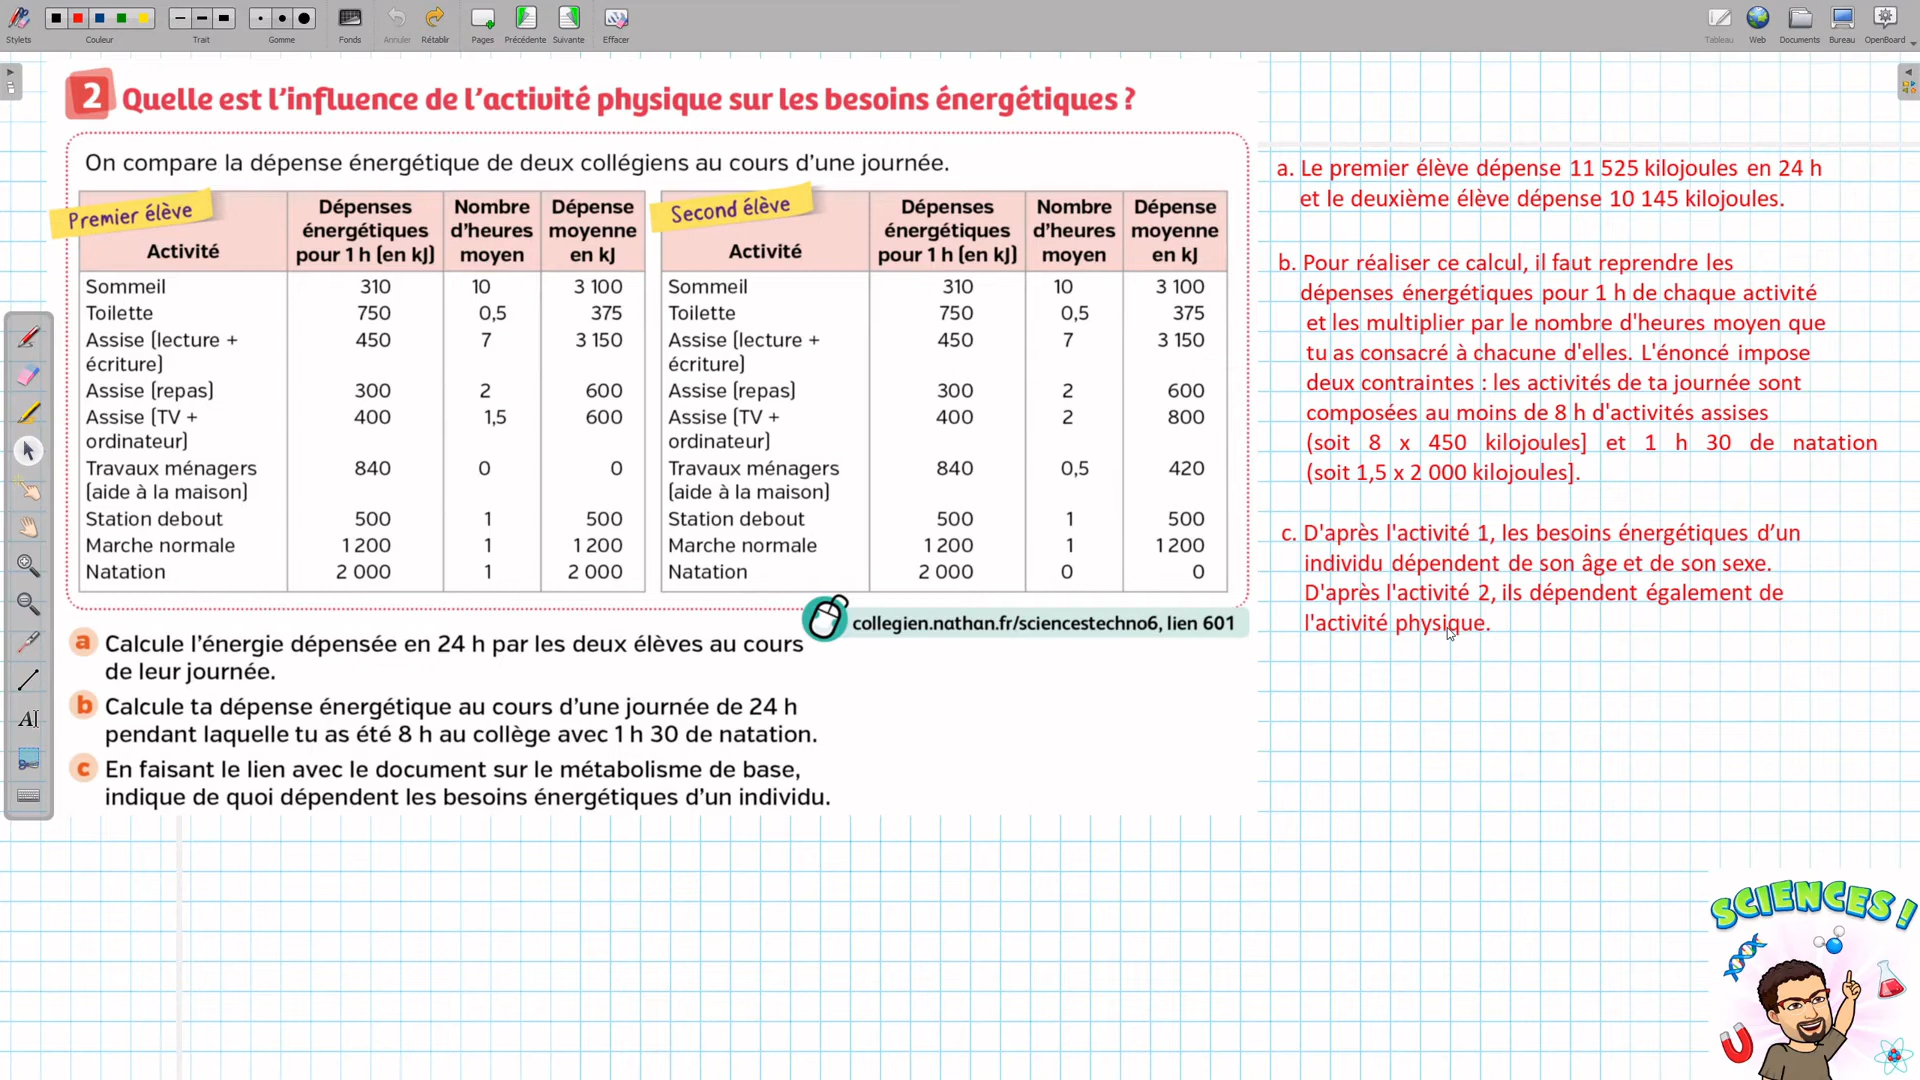 Stylets Couleur Trait Gomme Fonds Annuler Rétablir Pages Précédente Suivante Effacer Tableau Web Documents Bureau OpenBoard
2 Quelle est l'influence de l'activité physique sur les besoins énergétiques ?
On compare la dépense énergétique de deux collégiens au cours d'une journée.
Premier élève
Activité
Dépenses énergétiques pour 1 h (en kJ)
Nombre d'heures moyen
Dépense moyenne en kJ
Sommeil 310 10 3 100
Toilette 750 0,5 375
Assise (lecture + 450 7 3 150
écriture)
Assise (repas) 300 2 600
Assise (TV + 400 1,5 600
ordinateur)
Travaux ménagers 840 0 0
(aide à la maison)
Station debout 500 1 500
Marche normale 1 200 1 1 200
Natation 2 000 1 2 000
Second élève
Activité
Dépenses énergétiques pour 1 h (en kJ)
Nombre d'heures moyen
Dépense moyenne en kJ
Sommeil 310 10 3 100
Toilette 750 0,5 375
Assise (lecture + 450 7 3 150
écriture)
Assise (repas) 300 2 600
Assise (TV + 400 2 800
ordinateur)
Travaux ménagers 840 0,5 420
(aide à la maison)
Station debout 500 1 500
Marche normale 1 200 1 1 200
Natation 2 000 0 0
collegien.nathan.fr/sciencestechno6, lien 601
a Calcule l'énergie dépensée en 24 h par les deux élèves au cours
de leur journée.
b Calcule ta dépense énergétique au cours d'une journée de 24 h
pendant laquelle tu as été 8 h au collège avec 1 h 30 de natation.
c En faisant le lien avec le document sur le métabolisme de base,
indique de quoi dépendent les besoins énergétiques d'un individu.
a. Le premier élève dépense 11 525 kilojoules en 24 h
et le deuxième élève dépense 10 145 kilojoules.
b. Pour réaliser ce calcul, il faut reprendre les
dépenses énergétiques pour 1 h de chaque activité
et les multiplier par le nombre d'heures moyen que
tu as consacré à chacune d'elles. L'énoncé impose
deux contraintes : les activités de ta journée sont
composées au moins de 8 h d'activités assises
(soit 8 x 450 kilojoules] et 1 h 30 de natation
(soit 1,5 x 2 000 kilojoules].
c. D'après l'activité 1, les besoins énergétiques d’un
individu dépendent de son âge et de son sexe.
D'après l'activité 2, ils dépendent également de
l'activité physique.
AI
SCIENCES !